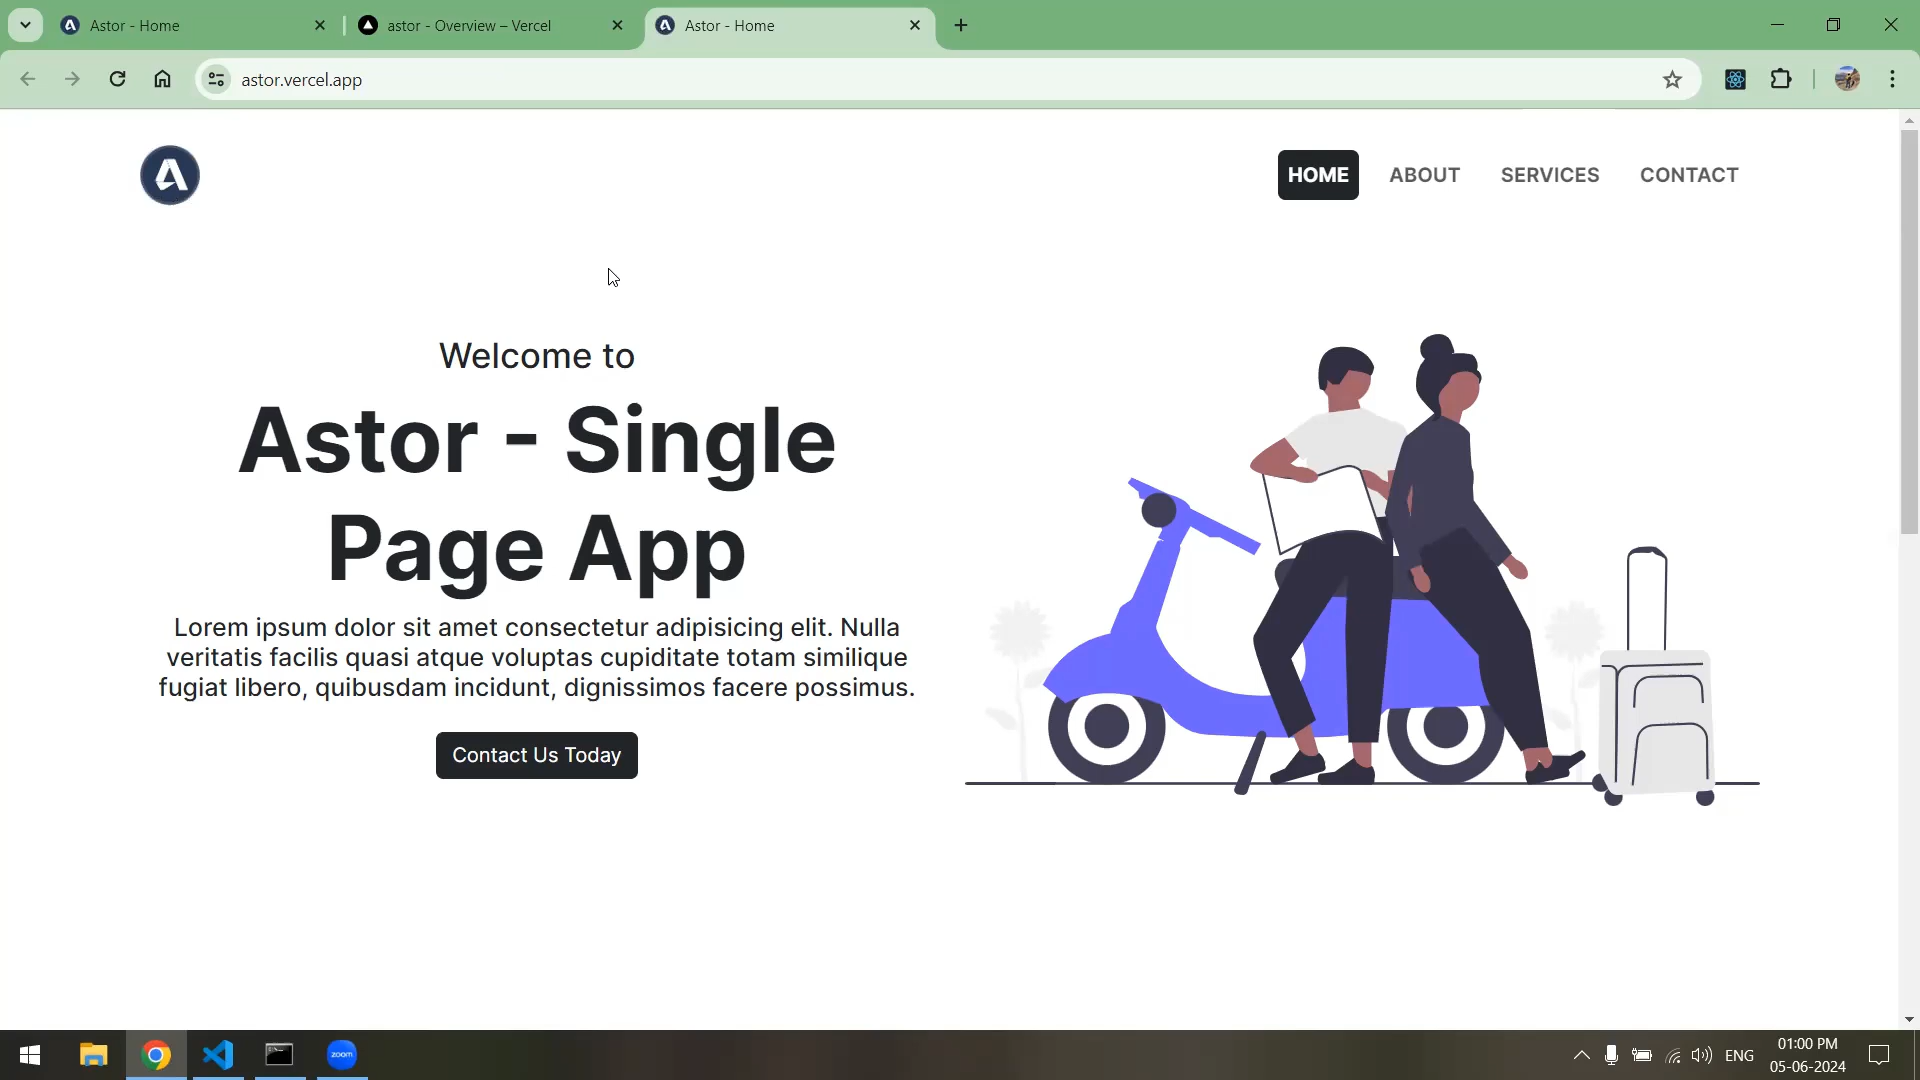 Astor - Home
astor - Overview – Vercel
Astor - Home
astor.vercel.app
HOME ABOUT SERVICES CONTACT
Welcome to
Astor - Single
Page App
Lorem ipsum dolor sit amet consectetur adipisicing elit. Nulla
veritatis facilis quasi atque voluptas cupiditate totam similique
fugiat libero, quibusdam incidunt, dignissimos facere possimus.
Contact Us Today
zoom
ENG
01:00 PM
05-06-2024